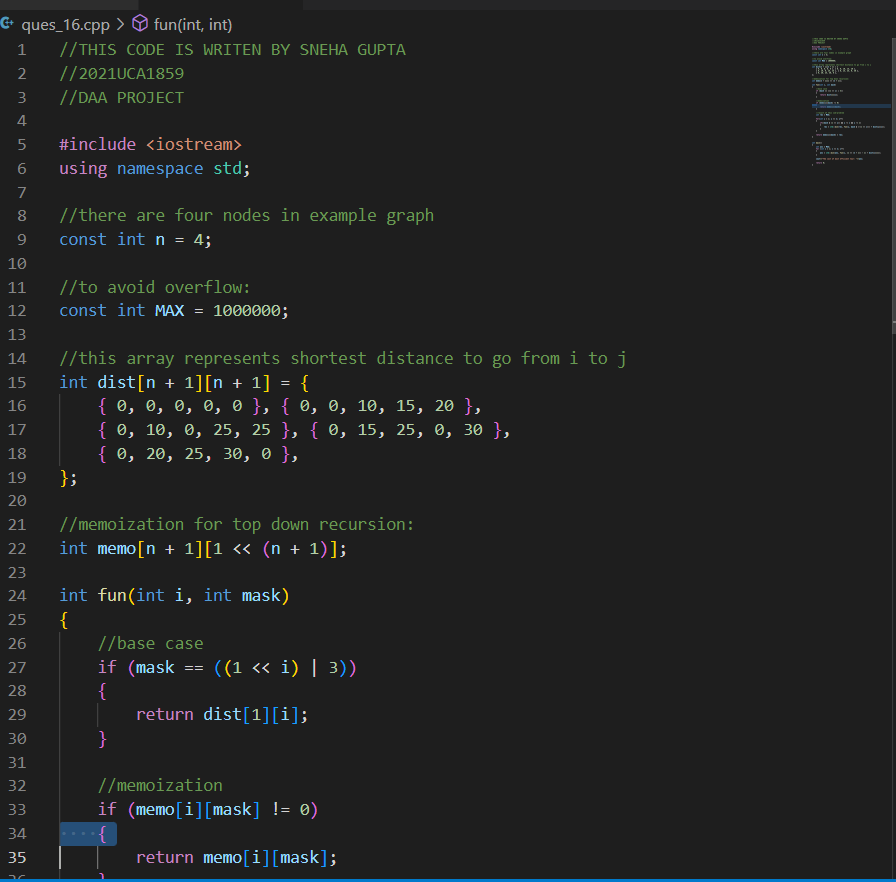 ques_16.cpp > fun(int, int)
1 //THIS CODE IS WRITEN BY SNEHA GUPTA
2 //2021UCA1859
3 //DAA PROJECT
4
5 #include <iostream>
6 using namespace std;
7
8 //there are four nodes in example graph
9 const int n = 4;
10
11 //to avoid overflow:
12 const int MAX = 1000000;
13
14 //this array represents shortest distance to go from i to j
15 int dist[n + 1][n + 1] = {
16     { 0, 0, 0, 0, 0 }, { 0, 0, 10, 15, 20 },
17     { 0, 10, 0, 25, 25 }, { 0, 15, 25, 0, 30 },
18     { 0, 20, 25, 30, 0 },
19 };
20
21 //memoization for top down recursion:
22 int memo[n + 1][1 << (n + 1)];
23
24 int fun(int i, int mask)
25 {
26     //base case
27     if (mask == ((1 << i) | 3))
28     {
29         return dist[1][i];
30     }
31
32     //memoization
33     if (memo[i][mask] != 0)
34     {
35         return memo[i][mask];
36     }